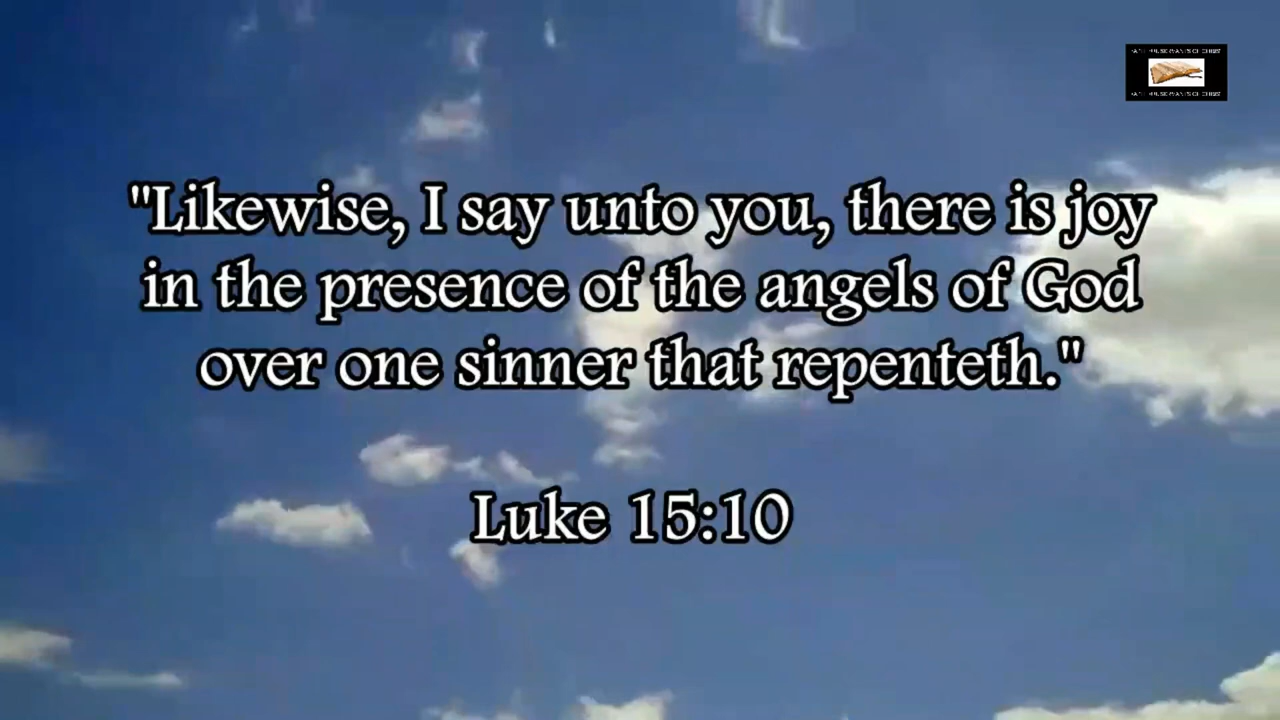 "Likewise, I say unto you, there is joy
in the presence of the angels of God
over one sinner that repenteth."
Luke 15:10